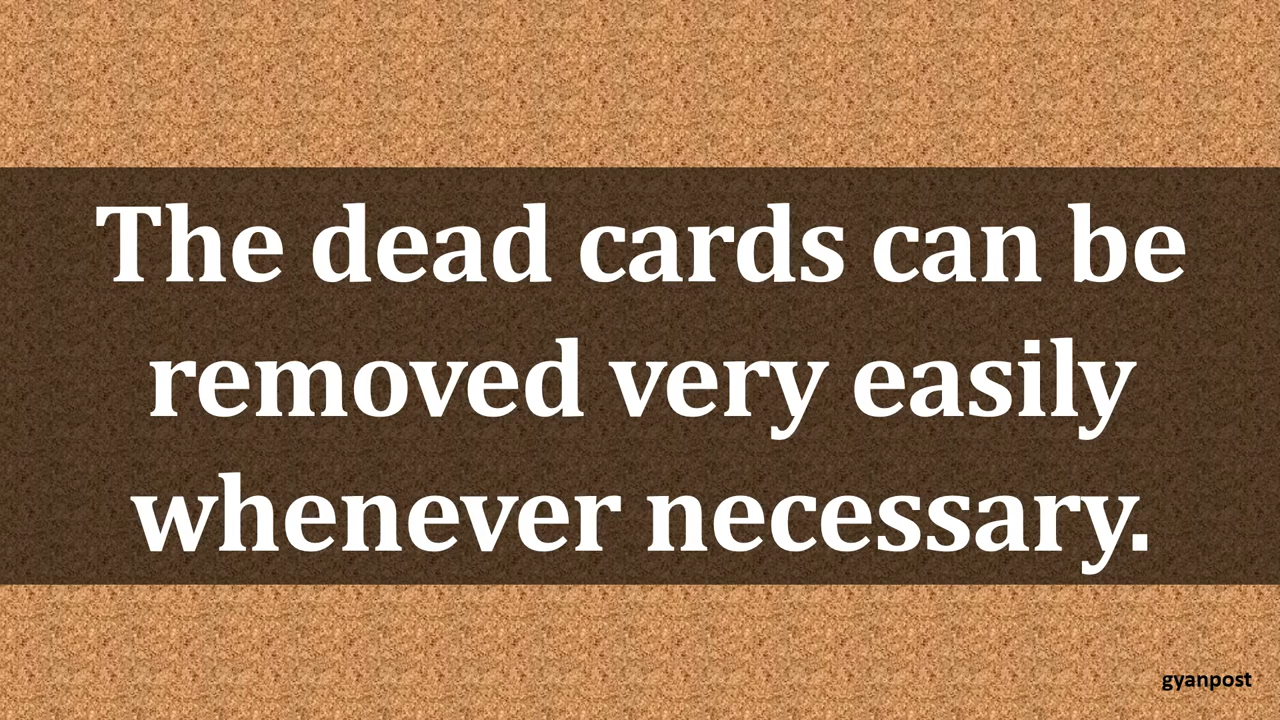 The dead cards can be
removed very easily
whenever necessary.
gyanpost